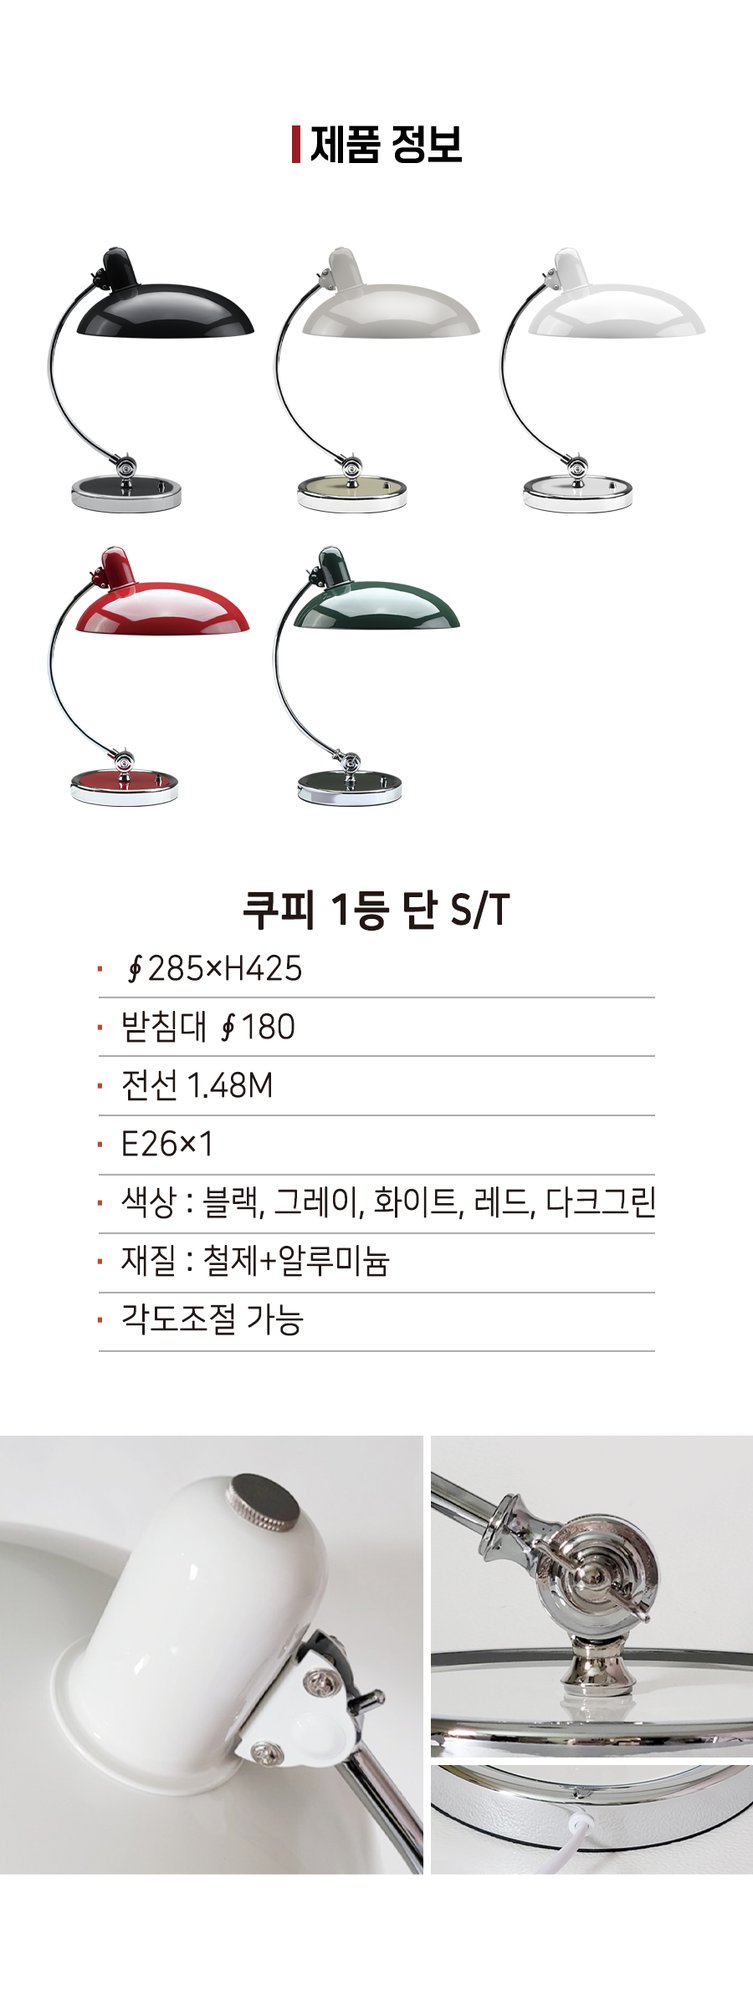 제품 정보
쿠피 1등 단 S/T
∮285×H425
받침대 ∮180
전선 1.48M
E26×1
색상 : 블랙, 그레이, 화이트, 레드, 다크그린
재질 : 철제+알루미늄
각도조절 가능